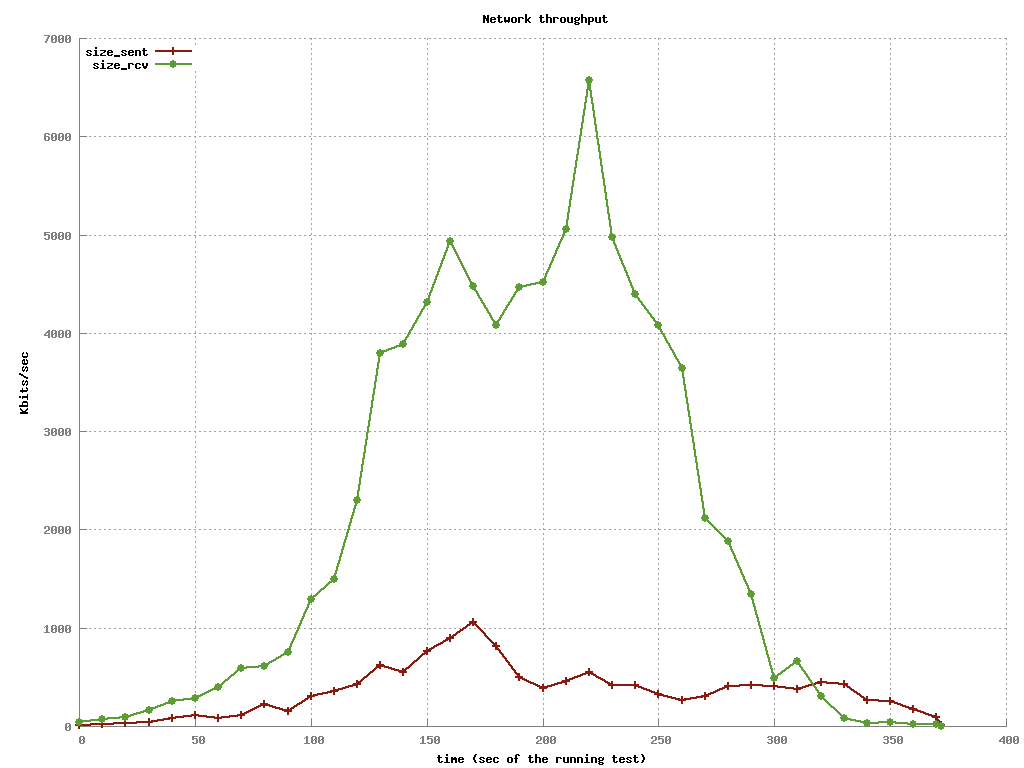 Network throughput
size_sent
size_rcv
7000
6000
5000
4000
3000
2000
1000
0
Kbits/sec
0 50 100 150 200 250 300 350 400
time (sec of the running test)